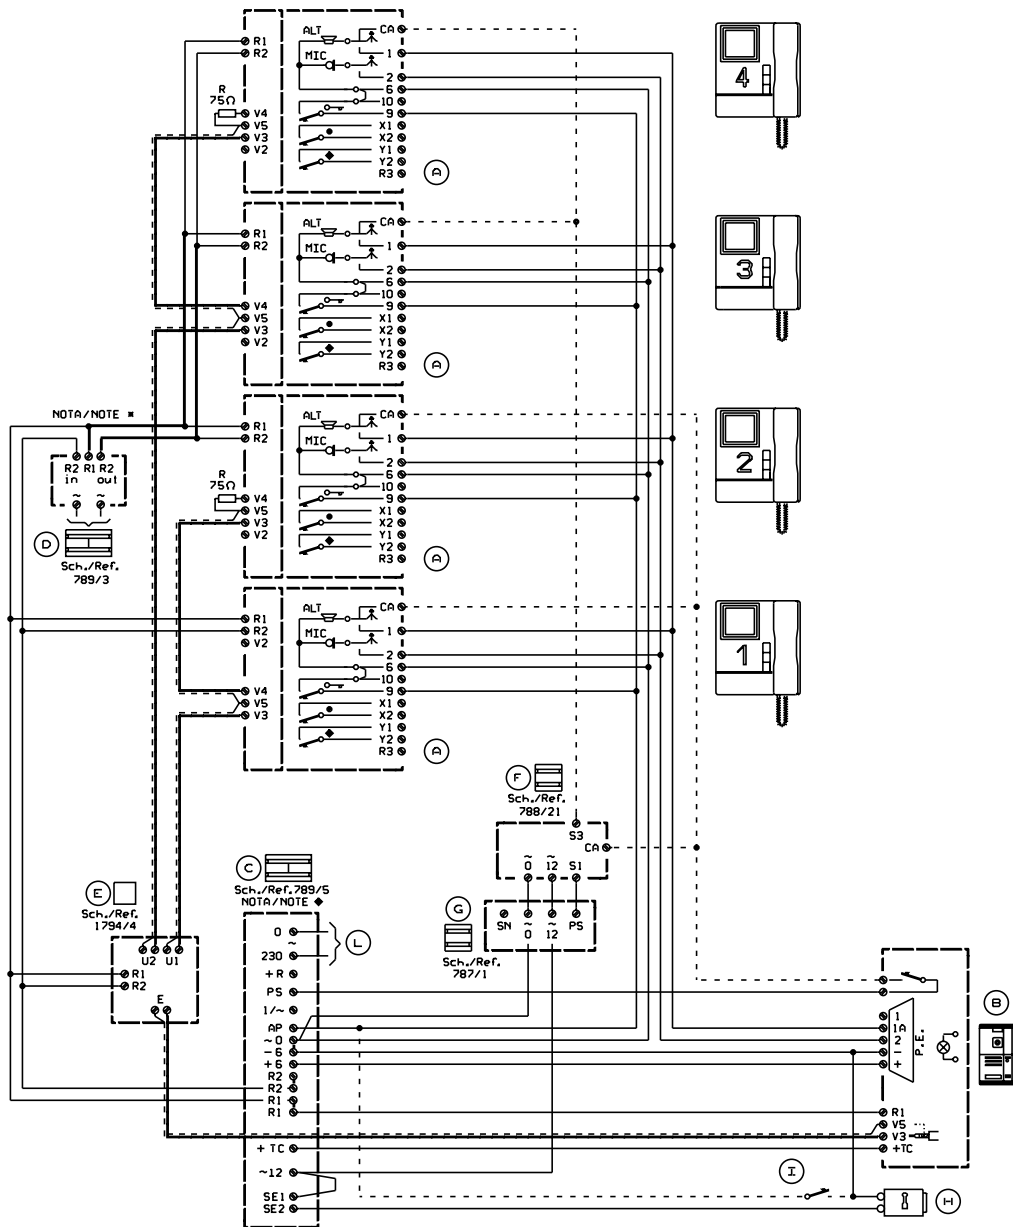 R1
R2
R
75Ω
V4
V5
V3
V2
ALT
MIC
CA
1
2
6
10
9
X1
X2
Y1
Y2
R3
A
4
R1
R2
V4
V5
V3
V2
ALT
MIC
CA
1
2
6
10
9
X1
X2
Y1
Y2
R3
A
3
NOTA/NOTE ✱
R2 R1 R2
in out
~ ~
D
Sch./Ref.
789/3
R1
R2
R
75Ω
V4
V5
V3
V2
ALT
MIC
CA
1
2
6
10
9
X1
X2
Y1
Y2
R3
A
2
R1
R2
V2
V4
V5
V3
ALT
MIC
CA
1
2
6
10
9
X1
X2
Y1
Y2
R3
A
1
F
Sch./Ref.
788/21
S3
CA
~ ~
0 12 S1
G
Sch./Ref.
787/1
SN ~ ~ PS
0 12
E
Sch./Ref.
1794/4
U2 U1
R1
R2
E
C
Sch./Ref.789/5
NOTA/NOTE ◆
0
~
230
L
+R
PS
1/~
AP
~0
-6
+6
R2
R2
R1
R1
+TC
~12
SE1
SE2
1
1A
2
-
+
P.E.
B
R1
V5
V3
+TC
I
H